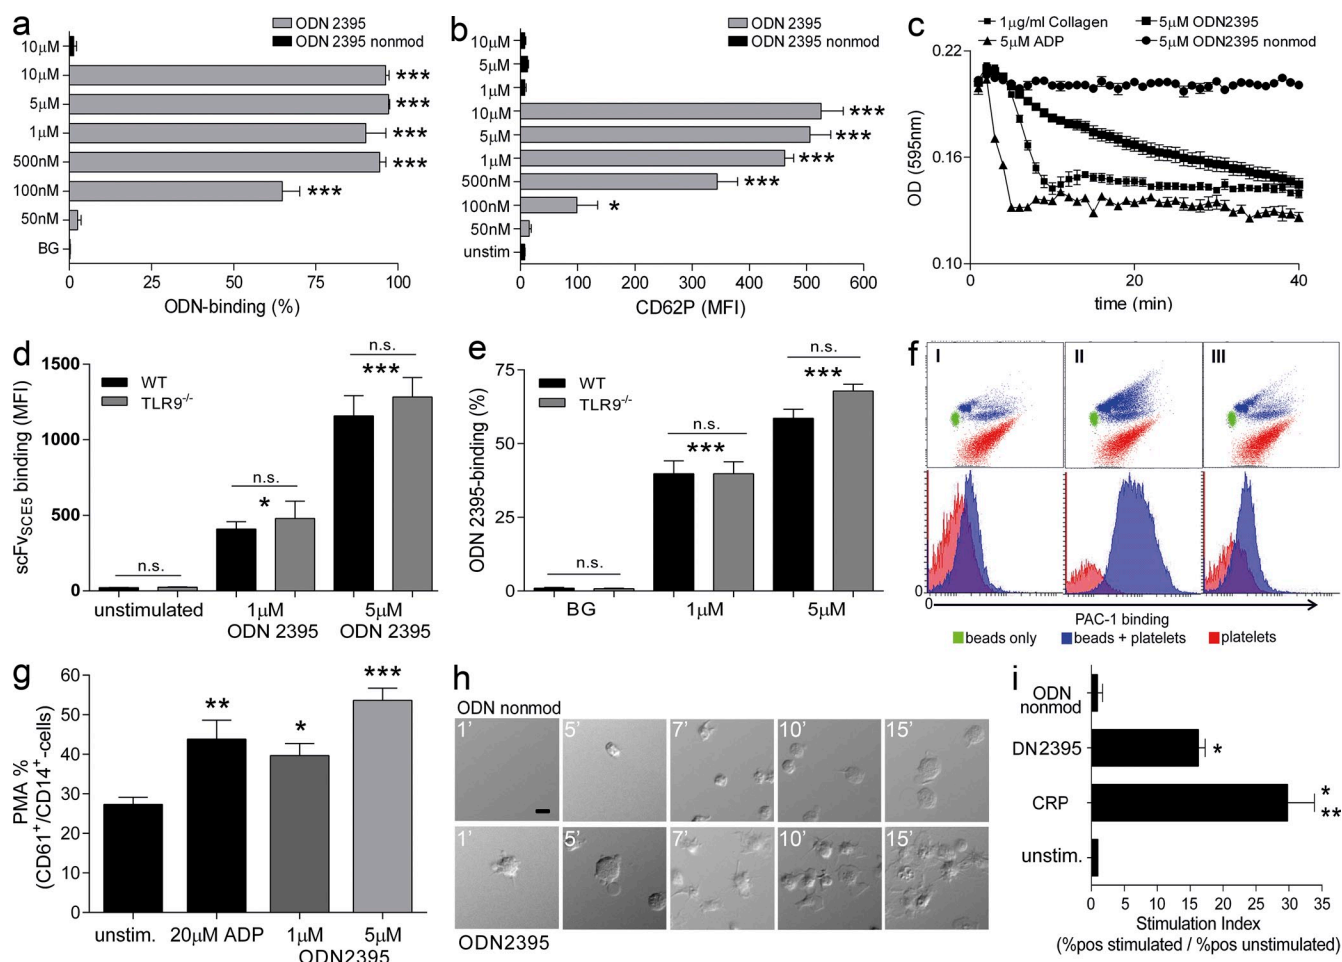 a
ODN 2395
ODN 2395 nonmod
10µM
10µM
***
5µM
***
1µM
***
500nM
***
100nM
***
50nM
BG
0 25 50 75 100
ODN-binding (%)
b
ODN 2395
ODN 2395 nonmod
10µM
5µM
1µM
10µM
***
5µM
***
1µM
***
500nM
***
100nM
*
50nM
unstim
0 100 200 300 400 500 600
CD62P (MFI)
c
1µg/ml Collagen
5µM ODN2395
5µM ADP
5µM ODN2395 nonmod
0.22
0.16
0.10
OD (595nm)
0 20 40
time (min)
d
WT
TLR9-/-
1500
1000
500
0
scFvSCE5 binding (MFI)
n.s.
n.s.
*
n.s.
***
unstimulated
1µM
ODN 2395
5µM
ODN 2395
e
WT
TLR9-/-
75
50
25
0
ODN 2395-binding (%)
n.s.
n.s.
***
n.s.
***
BG 1µM 5µM
f
I II III
0
PAC-1 binding
beads only
beads + platelets
platelets
g
60
50
40
30
20
10
0
PMA %
(CD61+/CD14+-cells)
**
*
***
unstim. 20µM ADP 1µM 5µM
ODN2395
h
ODN nonmod
1' 5' 7' 10' 15'
1' 5' 7' 10' 15'
ODN2395
i
ODN
nonmod
DN2395
*
CRP
*
**
unstim.
0 5 10 15 20 25 30 35
Stimulation Index
(%pos stimulated / %pos unstimulated)